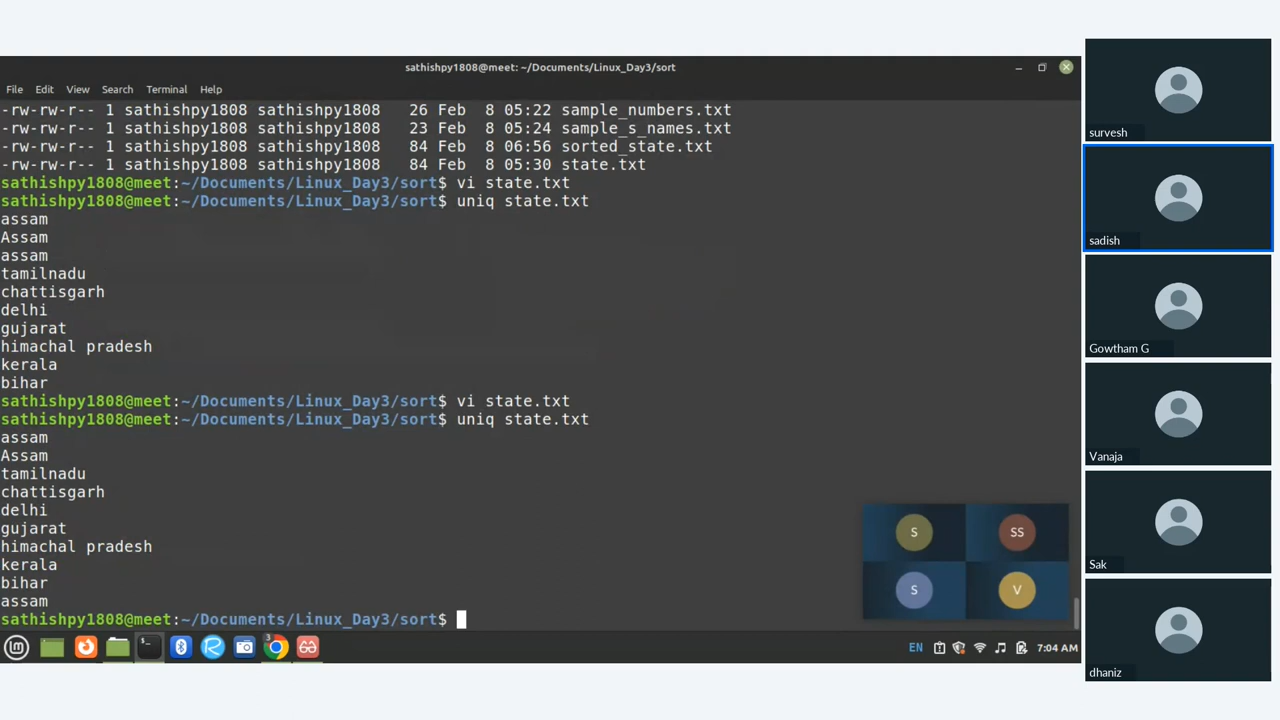 sathishpy1808@meet: ~/Documents/Linux_Day3/sort
File Edit View Search Terminal Help
-rw-rw-r-- 1 sathishpy1808 sathishpy1808   26 Feb  8 05:22 sample_numbers.txt
-rw-rw-r-- 1 sathishpy1808 sathishpy1808   23 Feb  8 05:24 sample_s_names.txt
-rw-rw-r-- 1 sathishpy1808 sathishpy1808   84 Feb  8 06:56 sorted_state.txt
-rw-rw-r-- 1 sathishpy1808 sathishpy1808   84 Feb  8 05:30 state.txt
sathishpy1808@meet:~/Documents/Linux_Day3/sort$ vi state.txt
sathishpy1808@meet:~/Documents/Linux_Day3/sort$ uniq state.txt
assam
Assam
assam
tamilnadu
chattisgarh
delhi
gujarat
himachal pradesh
kerala
bihar
sathishpy1808@meet:~/Documents/Linux_Day3/sort$ vi state.txt
sathishpy1808@meet:~/Documents/Linux_Day3/sort$ uniq state.txt
assam
Assam
tamilnadu
chattisgarh
delhi
gujarat
himachal pradesh
kerala
bihar
assam
sathishpy1808@meet:~/Documents/Linux_Day3/sort$
S
SS
S
V
3
EN
7:04 AM
survesh
sadish
Gowtham G
Vanaja
Sak
dhaniz